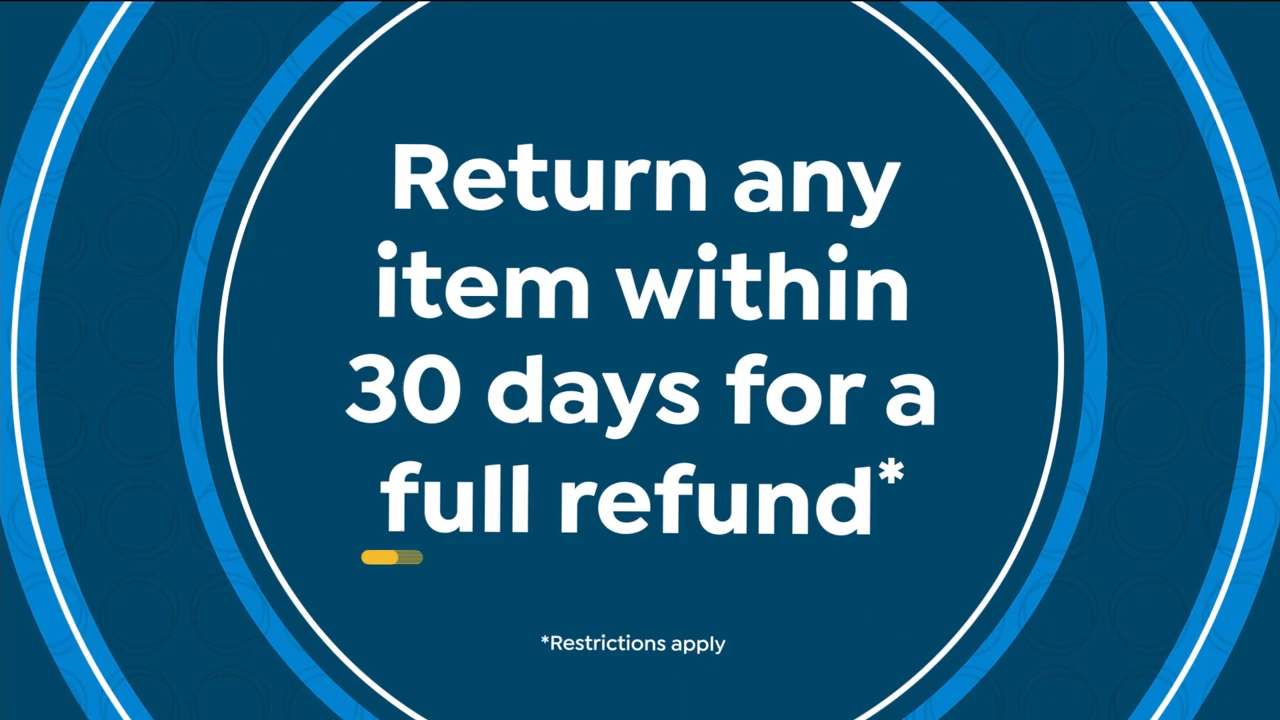 Return any
item within
30 days for a
full refund*
*Restrictions apply